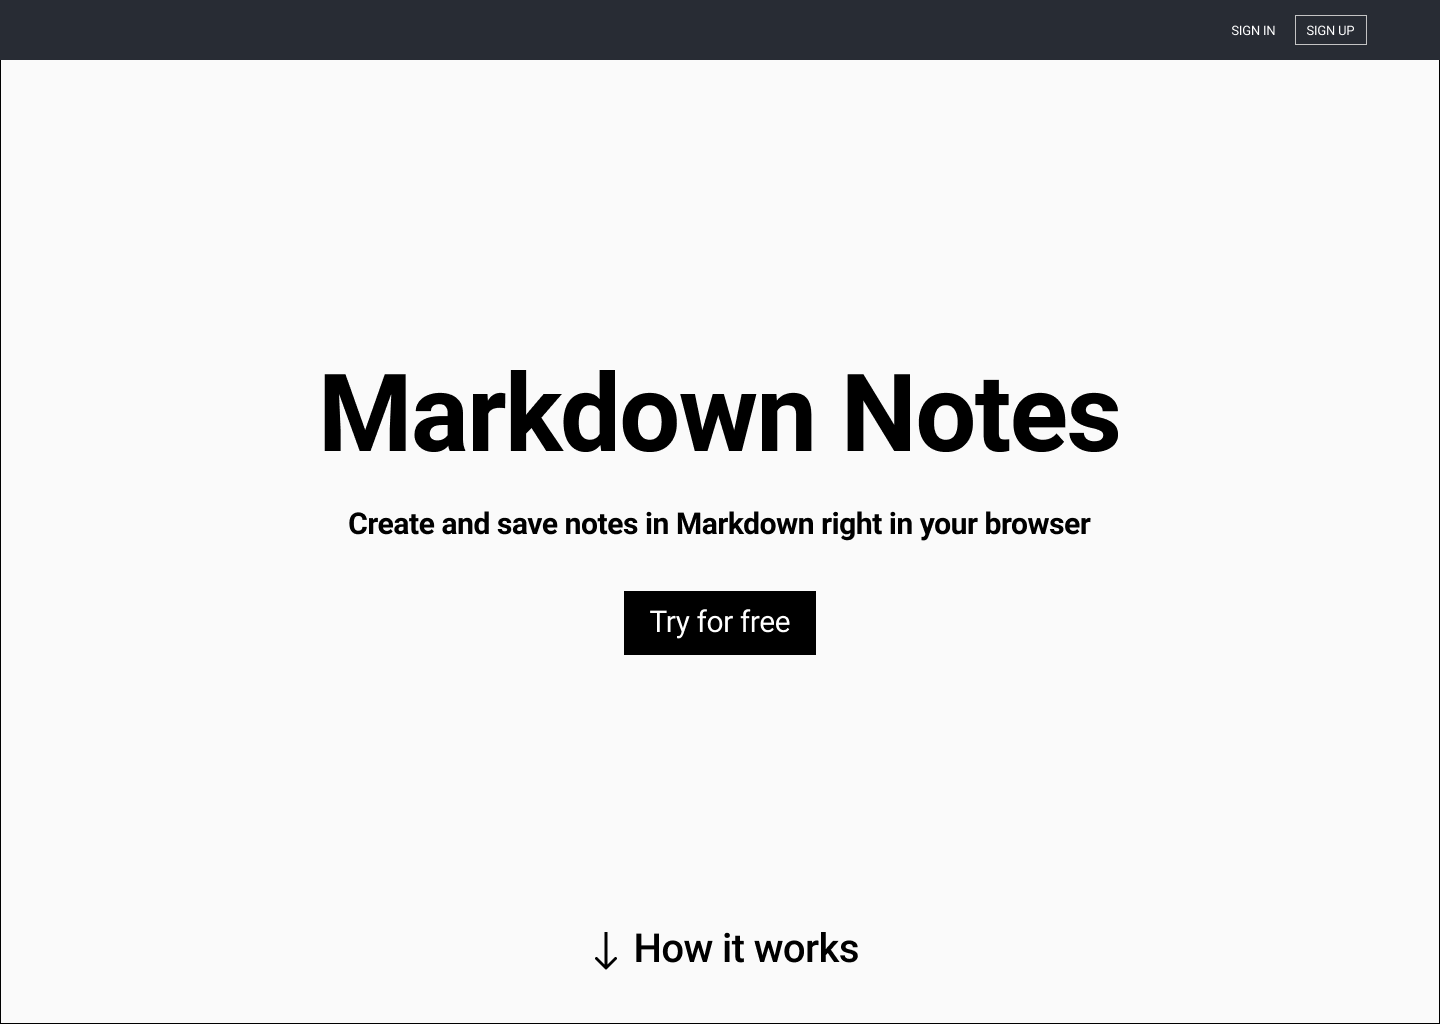 SIGN IN
SIGN UP
Markdown Notes
Create and save notes in Markdown right in your browser
Try for free
How it works